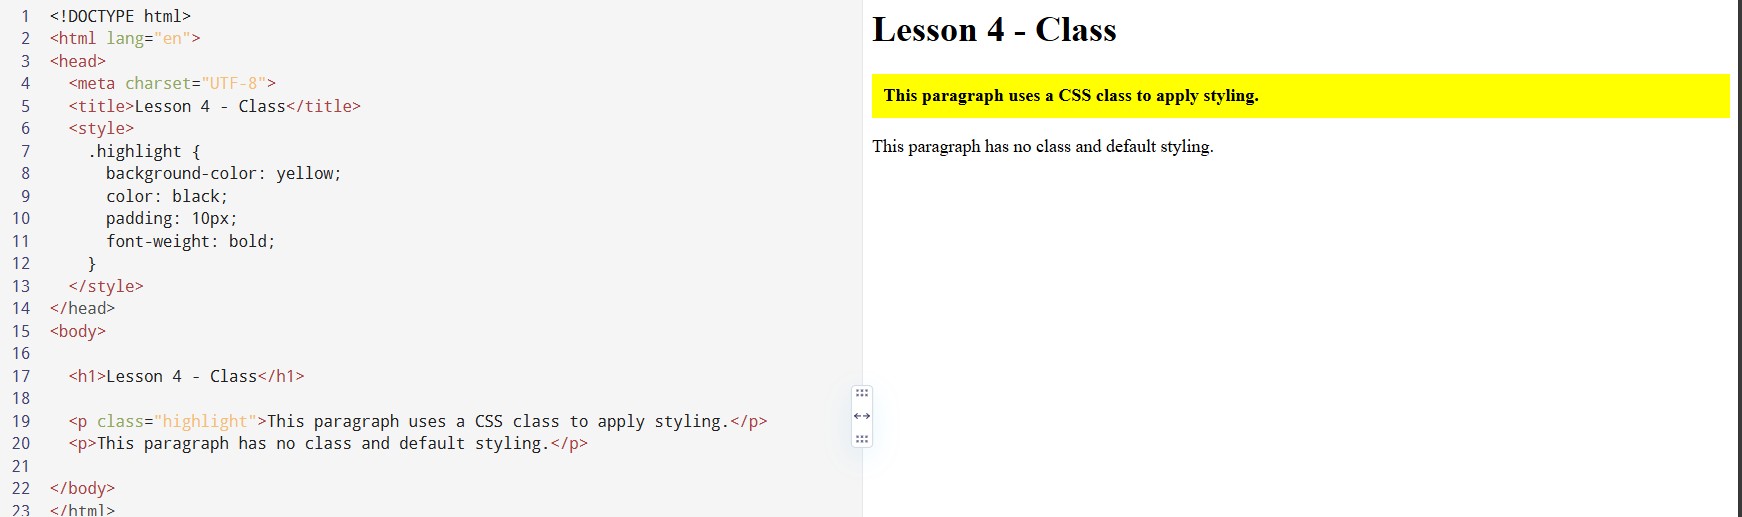 1 <!DOCTYPE html>
2 <html lang="en">
3 <head>
4   <meta charset="UTF-8">
5   <title>Lesson 4 - Class</title>
6   <style>
7     .highlight {
8       background-color: yellow;
9       color: black;
10       padding: 10px;
11       font-weight: bold;
12     }
13   </style>
14 </head>
15 <body>
16
17   <h1>Lesson 4 - Class</h1>
18
19   <p class="highlight">This paragraph uses a CSS class to apply styling.</p>
20   <p>This paragraph has no class and default styling.</p>
21
22 </body>
23 </html>
Lesson 4 - Class
This paragraph uses a CSS class to apply styling.
This paragraph has no class and default styling.